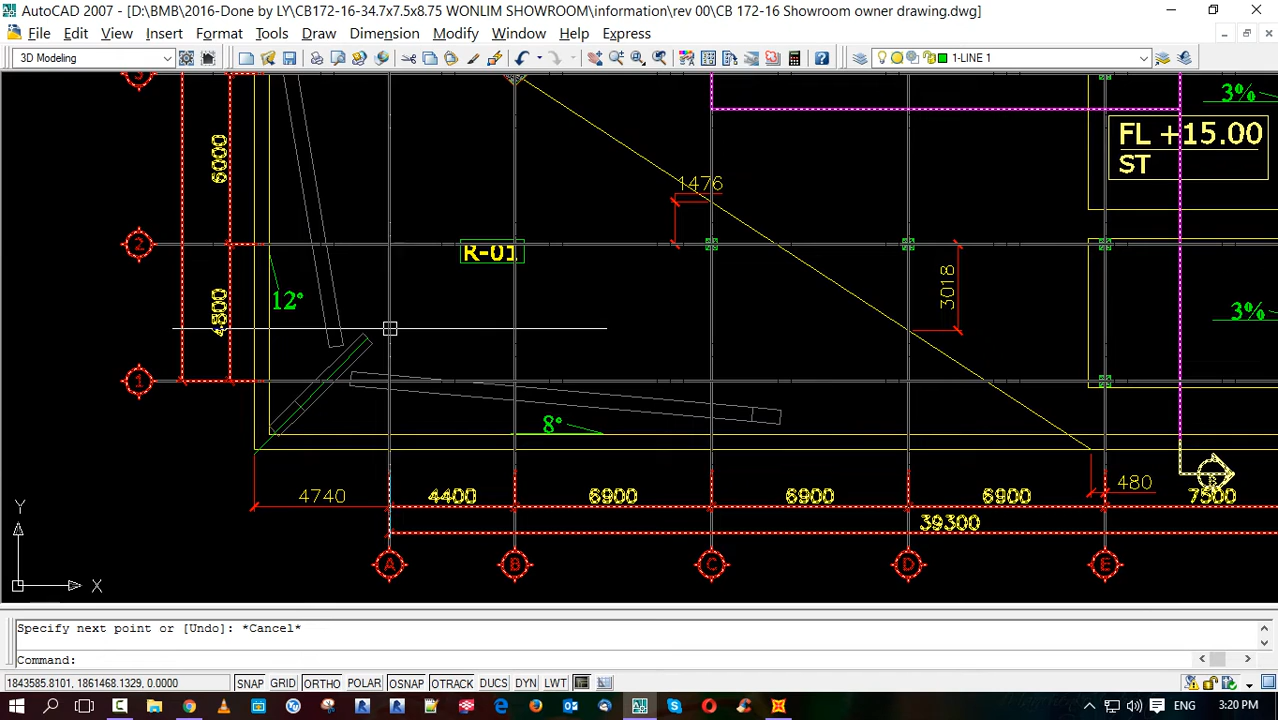 AutoCAD 2007 - [D:\BMB\2016-Done by LY\CB172-16-34.7x7.5x8.75 WONLIM SHOWROOM\information\rev 00\CB 172-16 Showroom owner drawing.dwg]
File Edit View Insert Format Tools Draw Dimension Modify Window Help Express
3D Modeling
1-LINE 1
3%
FL +15.00
ST
6000
1476
2
R-01
12°
4800
3018
3%
1
8°
4740 4400 6900 6900 6900 480 7500
39300
A B C D E
Y
X
Specify next point or [Undo]: *Cancel*
Command:
1843585.8101, 1861468.1329, 0.0000 SNAP GRID ORTHO POLAR OSNAP OTRACK DUCS DYN LWT
ENG 3:20 PM